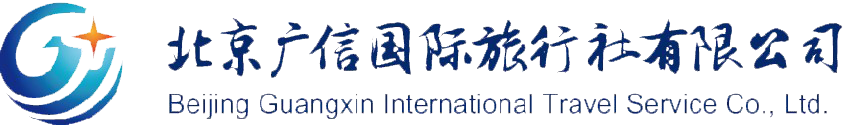 北京广信国际旅行社有限公司
Beijing Guangxin International Travel Service Co., Ltd.